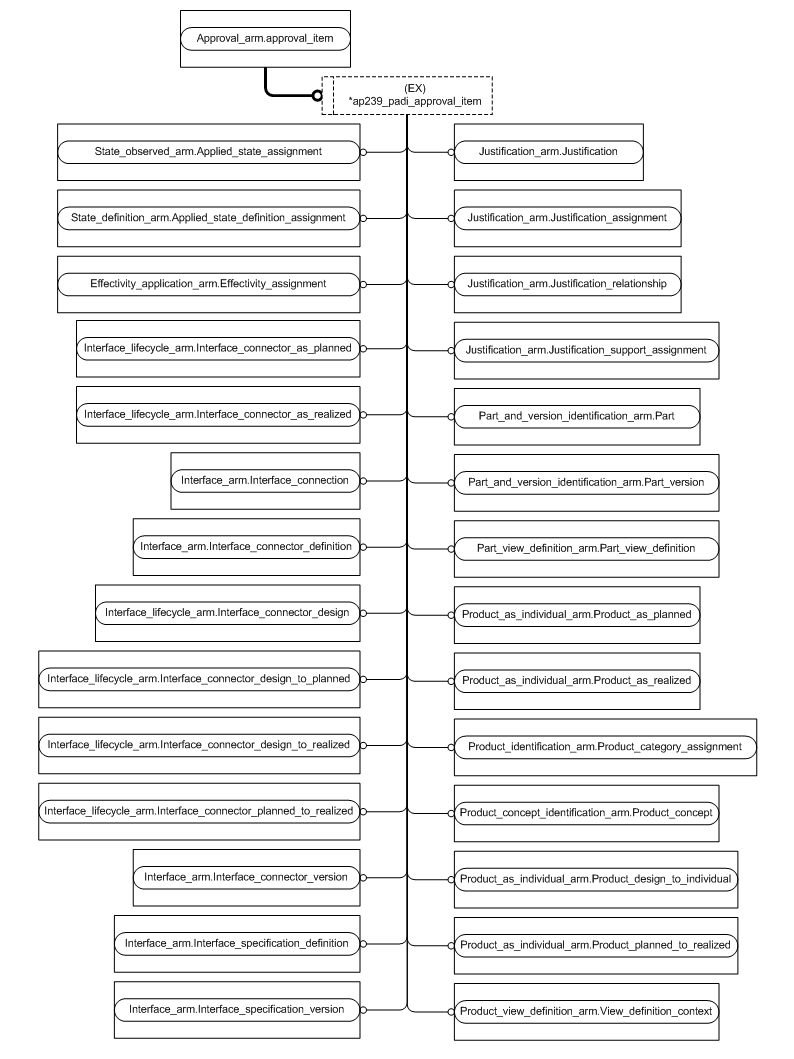 Approval_arm.approval_item
(EX)
*ap239_padi_approval_item
State_observed_arm.Applied_state_assignment
Justification_arm.Justification
State_definition_arm.Applied_state_definition_assignment
Justification_arm.Justification_assignment
Effectivity_application_arm.Effectivity_assignment
Justification_arm.Justification_relationship
Interface_lifecycle_arm.Interface_connector_as_planned
Justification_arm.Justification_support_assignment
Interface_lifecycle_arm.Interface_connector_as_realized
Part_and_version_identification_arm.Part
Interface_arm.Interface_connection
Part_and_version_identification_arm.Part_version
Interface_arm.Interface_connector_definition
Part_view_definition_arm.Part_view_definition
Interface_lifecycle_arm.Interface_connector_design
Product_as_individual_arm.Product_as_planned
Interface_lifecycle_arm.Interface_connector_design_to_planned
Product_as_individual_arm.Product_as_realized
Interface_lifecycle_arm.Interface_connector_design_to_realized
Product_identification_arm.Product_category_assignment
Interface_lifecycle_arm.Interface_connector_planned_to_realized
Product_concept_identification_arm.Product_concept
Interface_arm.Interface_connector_version
Product_as_individual_arm.Product_design_to_individual
Interface_arm.Interface_specification_definition
Product_as_individual_arm.Product_planned_to_realized
Interface_arm.Interface_specification_version
Product_view_definition_arm.View_definition_context